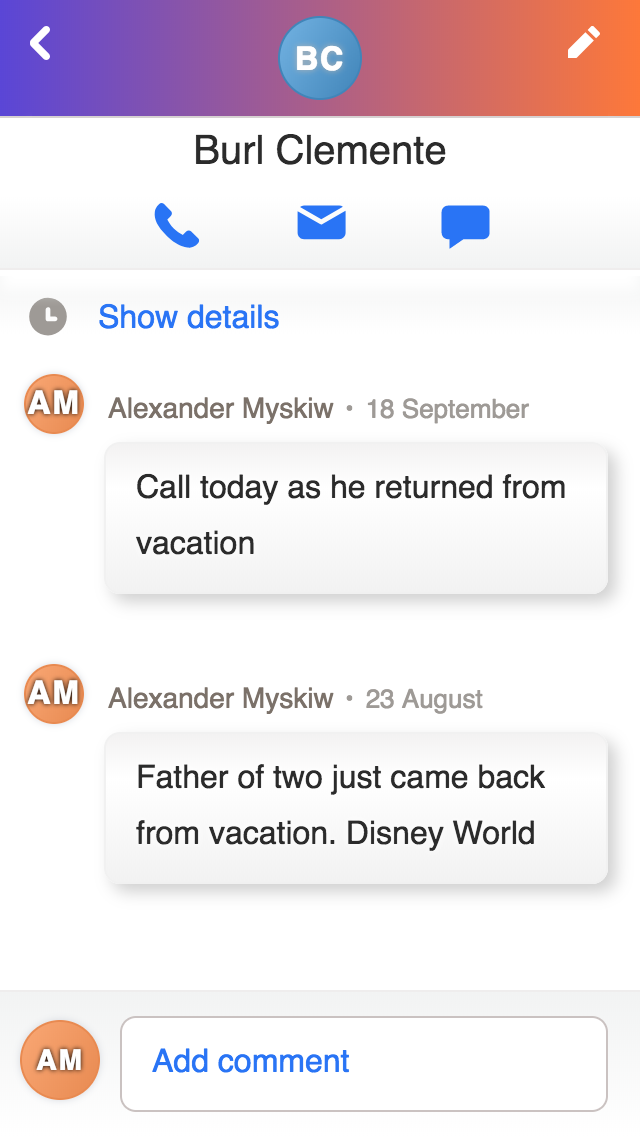 BC
Burl Clemente
Show details
AM
Alexander Myskiw • 18 September
Call today as he returned from
vacation
AM
Alexander Myskiw • 23 August
Father of two just came back
from vacation. Disney World
AM
Add comment